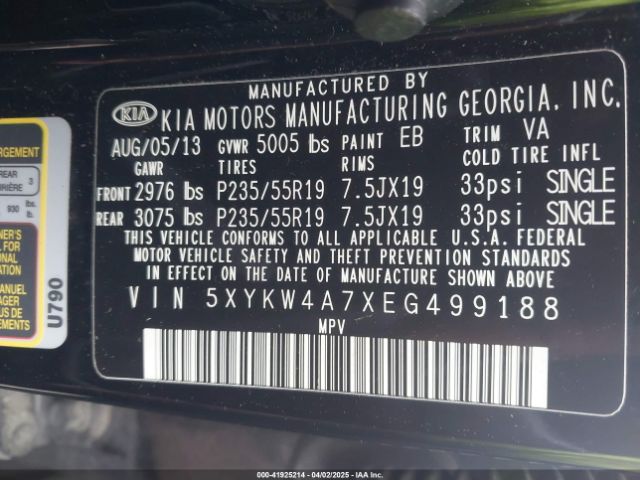 MANUFACTURED BY
KIA KIA MOTORS MANUFACTURING GEORGIA, INC.
AUG/05/13 GVWR 5005 lbs PAINT EB TRIM VA
GAWR TIRES RIMS COLD TIRE INFL
FRONT 2976 lbs P235/55R19 7.5JX19 33psi SINGLE
REAR 3075 lbs P235/55R19 7.5JX19 33psi SINGLE
THIS VEHICLE CONFORMS TO ALL APPLICABLE U.S.A. FEDERAL
MOTOR VEHICLE SAFETY AND THEFT PREVENTION STANDARDS
IN EFFECT ON THE DATE OF MANUFACTURE SHOWN ABOVE
VIN 5XYKW4A7XEG499188
MPV
REAR 3
930 lbs
U790
000-41925214 - 04/02/2025 - IAA Inc.